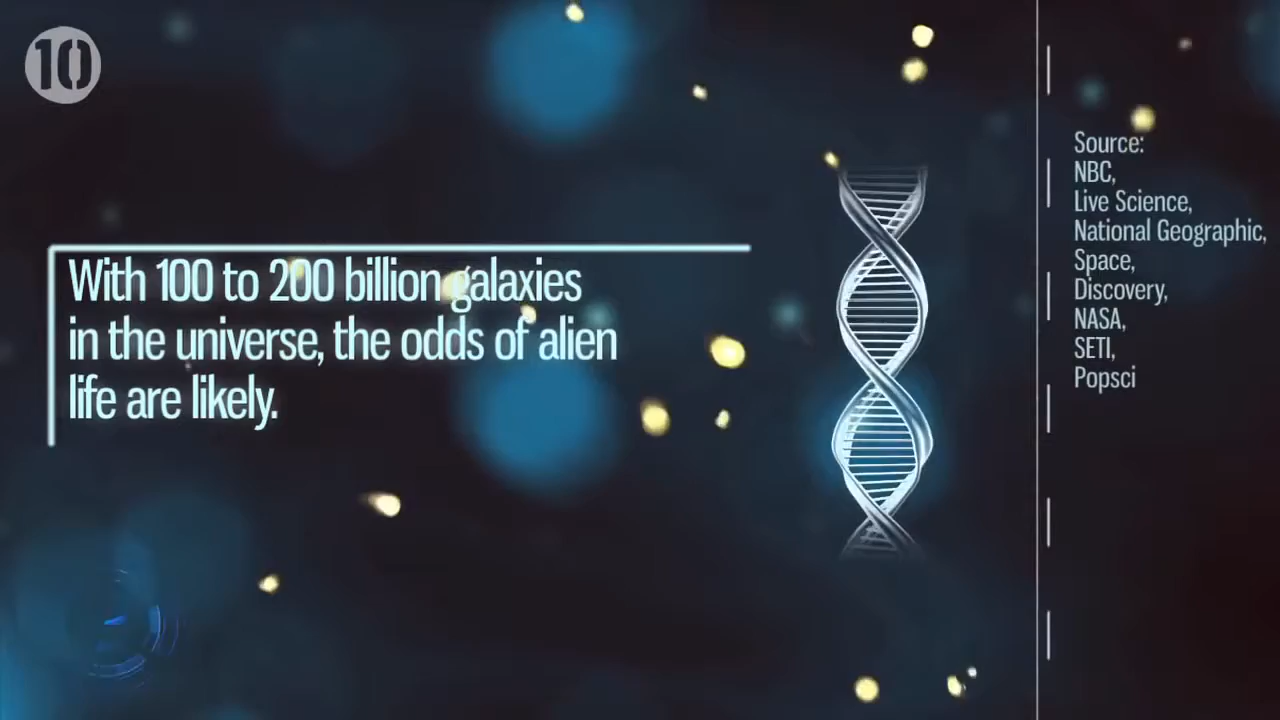 10
With 100 to 200 billion galaxies
in the universe, the odds of alien
life are likely.
Source:
NBC,
Live Science,
National Geographic,
Space,
Discovery,
NASA,
SETI,
Popsci